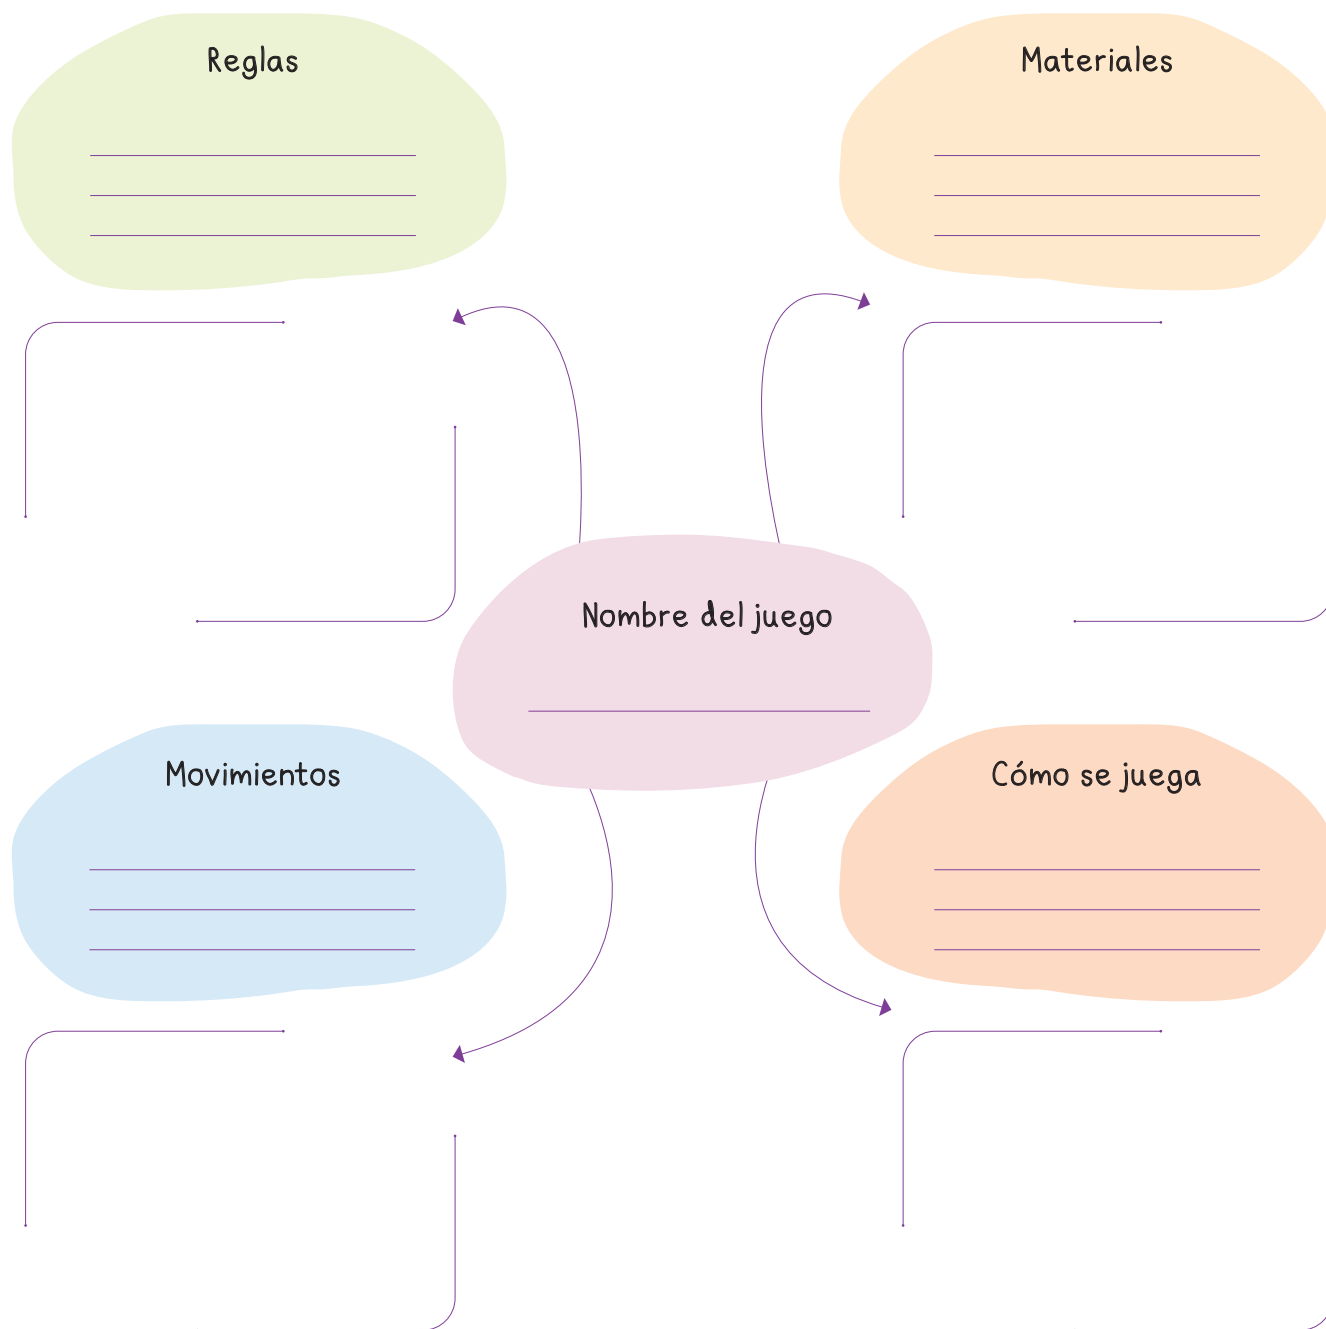 Reglas
Materiales
Nombre del juego
Movimientos
Cómo se juega